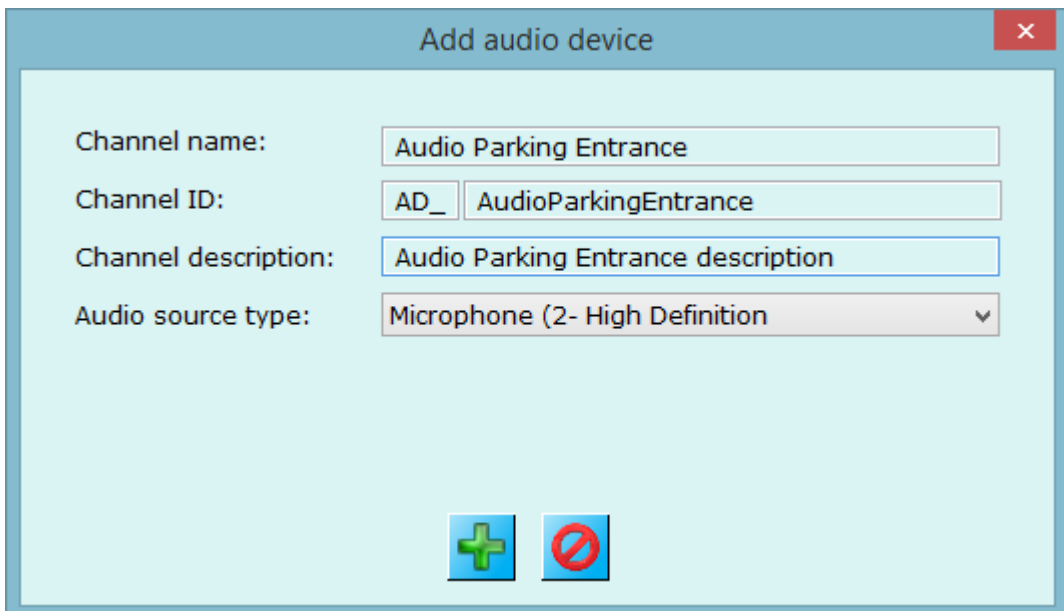 Add audio device
Channel name: Audio Parking Entrance
Channel ID: AD_ AudioParkingEntrance
Channel description: Audio Parking Entrance description
Audio source type: Microphone (2- High Definition